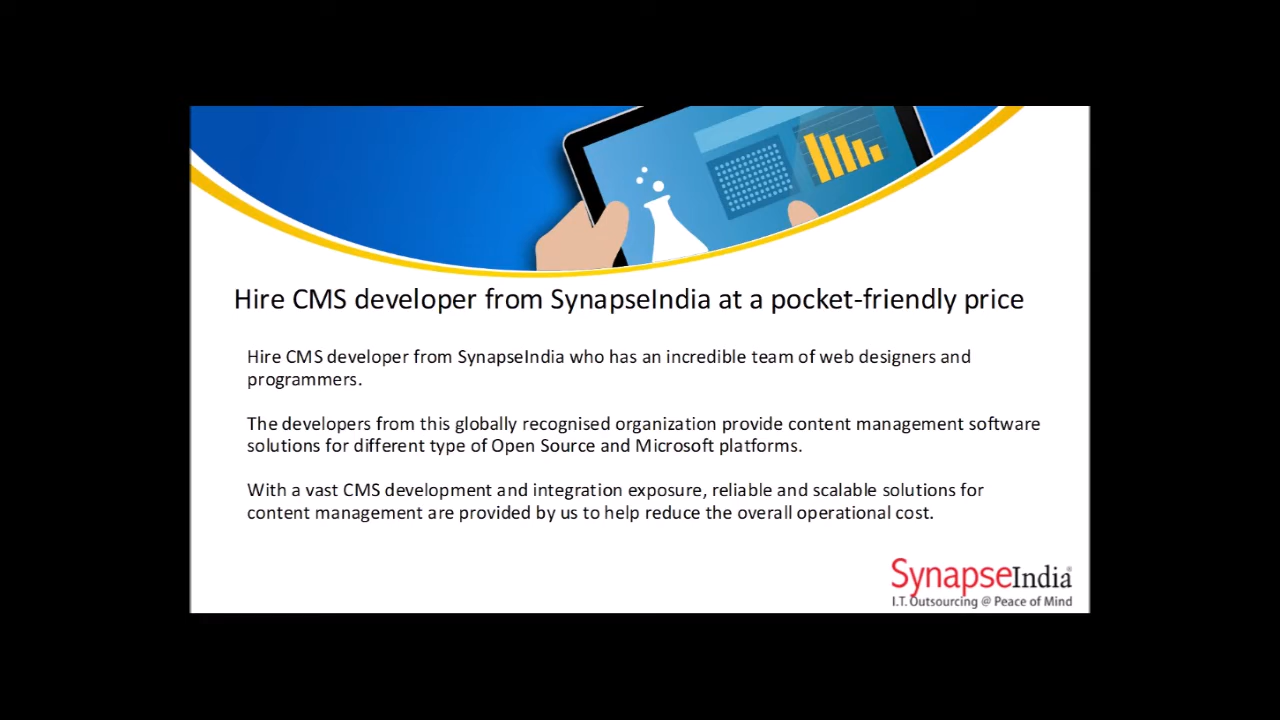 Hire CMS developer from SynapseIndia at a pocket-friendly price
Hire CMS developer from SynapseIndia who has an incredible team of web designers and
programmers.
The developers from this globally recognised organization provide content management software
solutions for different type of Open Source and Microsoft platforms.
With a vast CMS development and integration exposure, reliable and scalable solutions for
content management are provided by us to help reduce the overall operational cost.
SynapseIndia®
I.T. Outsourcing @ Peace of Mind